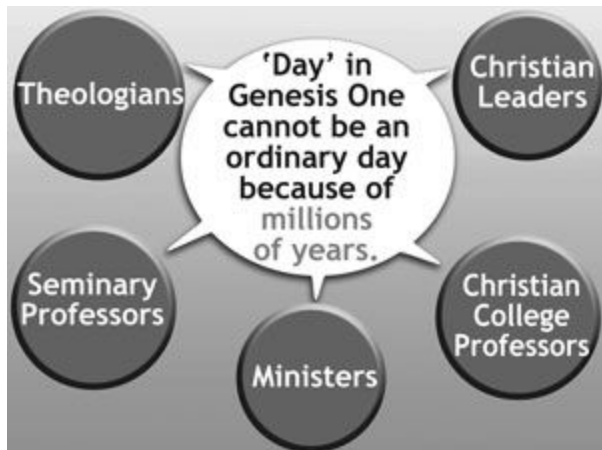 Theologians
'Day' in
Genesis One
cannot be an
ordinary day
because of
millions
of years.
Christian
Leaders
Seminary
Professors
Ministers
Christian
College
Professors